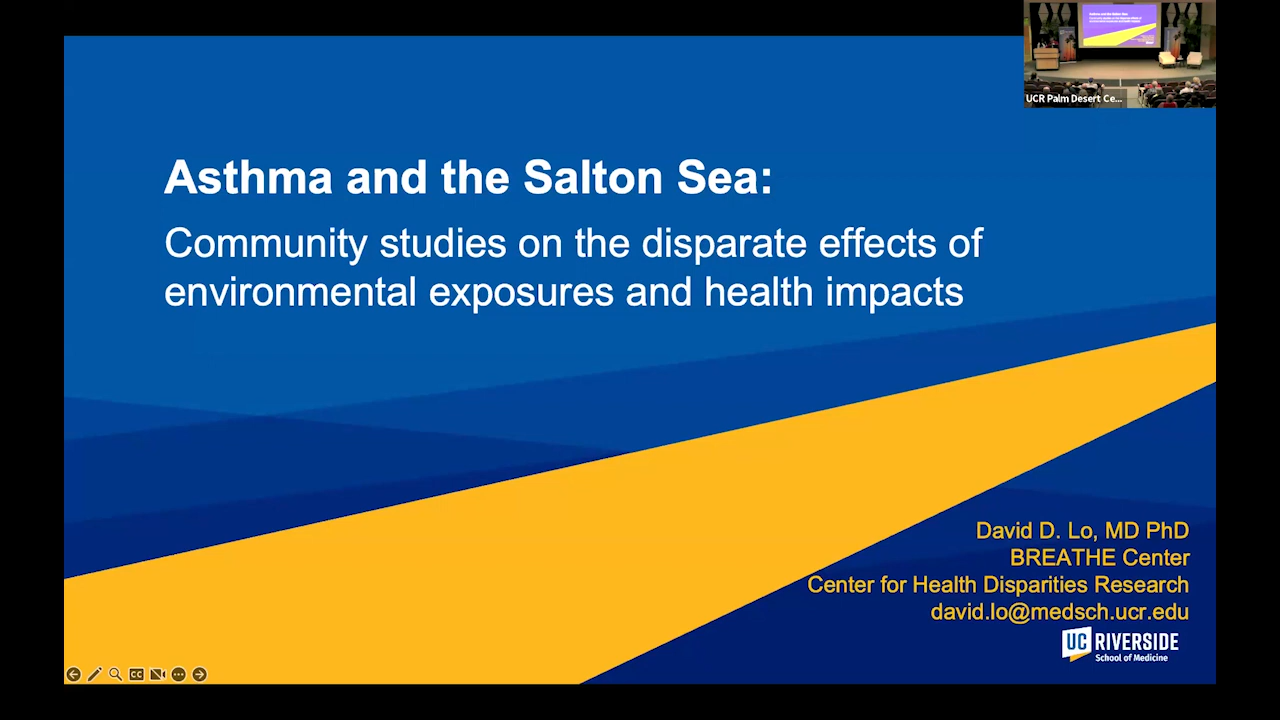 UCR Palm Desert Ce...
Asthma and the Salton Sea:
Community studies on the disparate effects of
environmental exposures and health impacts
David D. Lo, MD PhD
BREATHE Center
Center for Health Disparities Research
david.lo@medsch.ucr.edu
UC RIVERSIDE
School of Medicine
CC